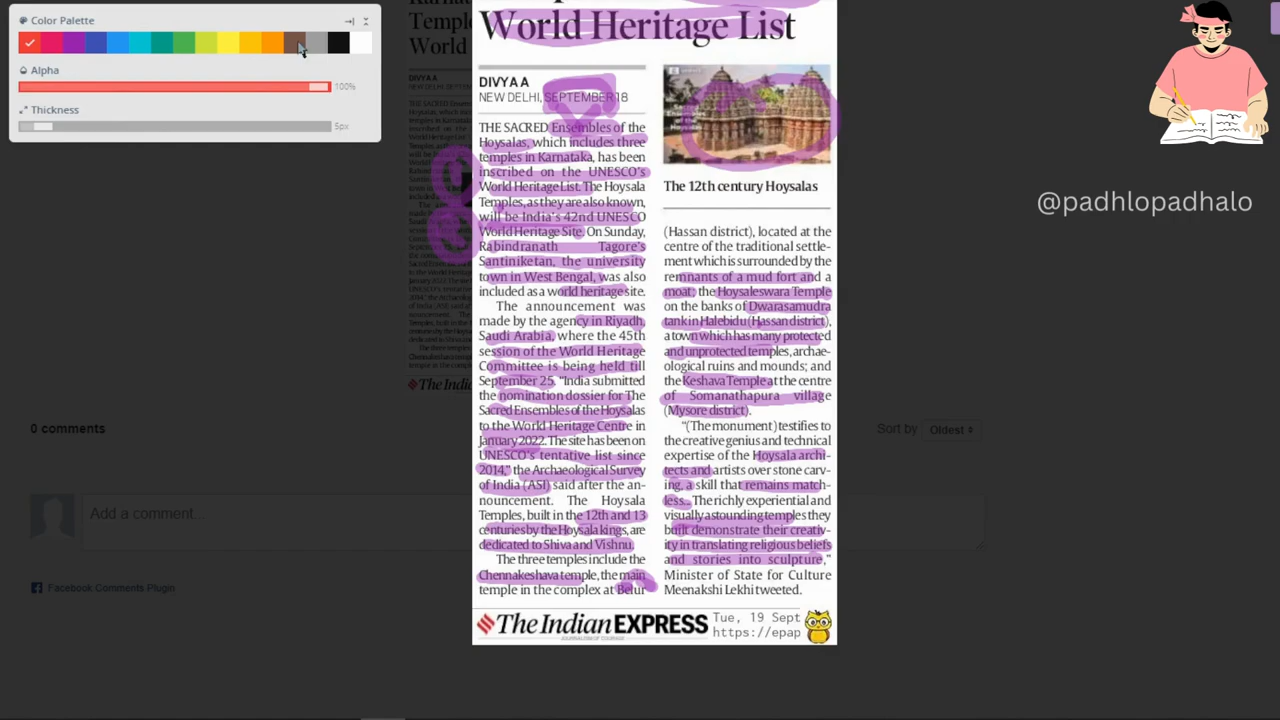 Color Palette
Alpha
100%
Thickness
5px
World Heritage List
DIVYA A
NEW DELHI, SEPTEMBER 18
THE SACRED Ensembles of the
Hoysalas, which includes three
temples in Karnataka, has been
inscribed on the UNESCO's
World Heritage List. The Hoysala
Temples, as they are also known,
will be India's 42nd UNESCO
World Heritage Site. On Sunday,
Rabindranath Tagore's
Santiniketan, the university
town in West Bengal, was also
included as a world heritage site.
The announcement was
made by the agency in Riyadh,
Saudi Arabia, where the 45th
session of the World Heritage
Committee is being held till
September 25. "India submitted
the nomination dossier for The
Sacred Ensembles of the Hoysalas
to the World Heritage Centre in
January 2022. The site has been on
UNESCO's tentative list since
2014," the Archaeological Survey
of India (ASI) said after the an-
nouncement. The Hoysala
Temples, built in the 12th and 13
centuries by the Hoysala kings, are
dedicated to Shiva and Vishnu.
The three temples include the
Chennakeshava temple, the main
temple in the complex at Belur
The 12th century Hoysalas
(Hassan district), located at the
centre of the traditional settle-
ment which is surrounded by the
remnants of a mud fort and a
moat; the Hoysaleswara Temple
on the banks of Dwarasamudra
tank in Halebidu (Hassan district),
a town which has many protected
and unprotected temples, archae-
ological ruins and mounds; and
the Keshava Temple at the centre
of Somanathapura village
(Mysore district).
"(The monument) testifies to
the creative genius and technical
expertise of the Hoysala archi-
tects and artists over stone carv-
ing, a skill that remains match-
less.. The richly experiential and
visually astounding temples they
built demonstrate their creativ-
ity in translating religious beliefs
and stories into sculpture,"
Minister of State for Culture
Meenakshi Lekhi tweeted.
The Indian EXPRESS
JOURNALISM OF COURAGE
Tue, 19 Sept
https://epap
@padhlopadhalo
0 comments
Sort by Oldest
Add a comment...
Facebook Comments Plugin